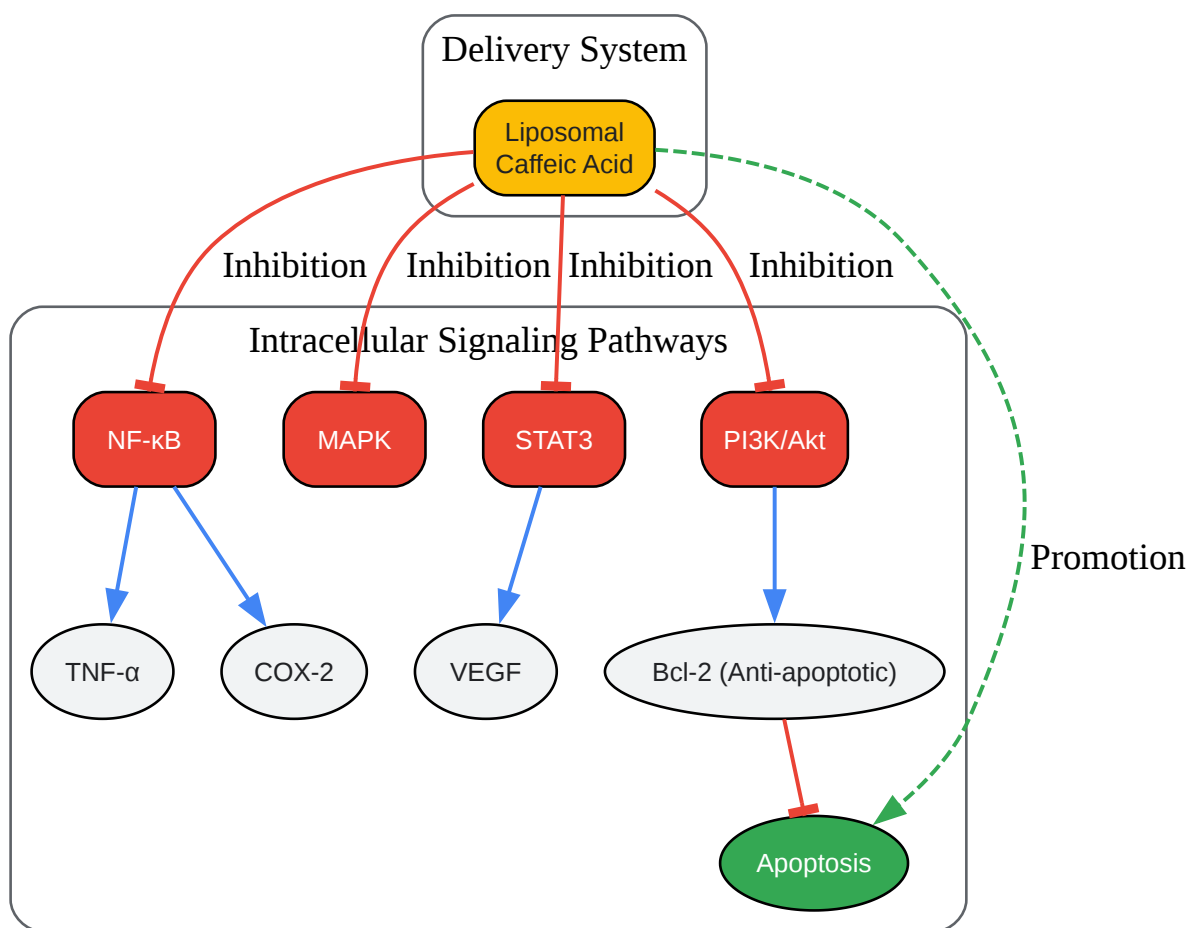 Delivery System
Liposomal
Caffeic Acid
Inhibition
Inhibition
Inhibition
Inhibition
Intracellular Signaling Pathways
NF-κB
MAPK
STAT3
PI3K/Akt
Promotion
TNF-α
COX-2
VEGF
Bcl-2 (Anti-apoptotic)
Apoptosis